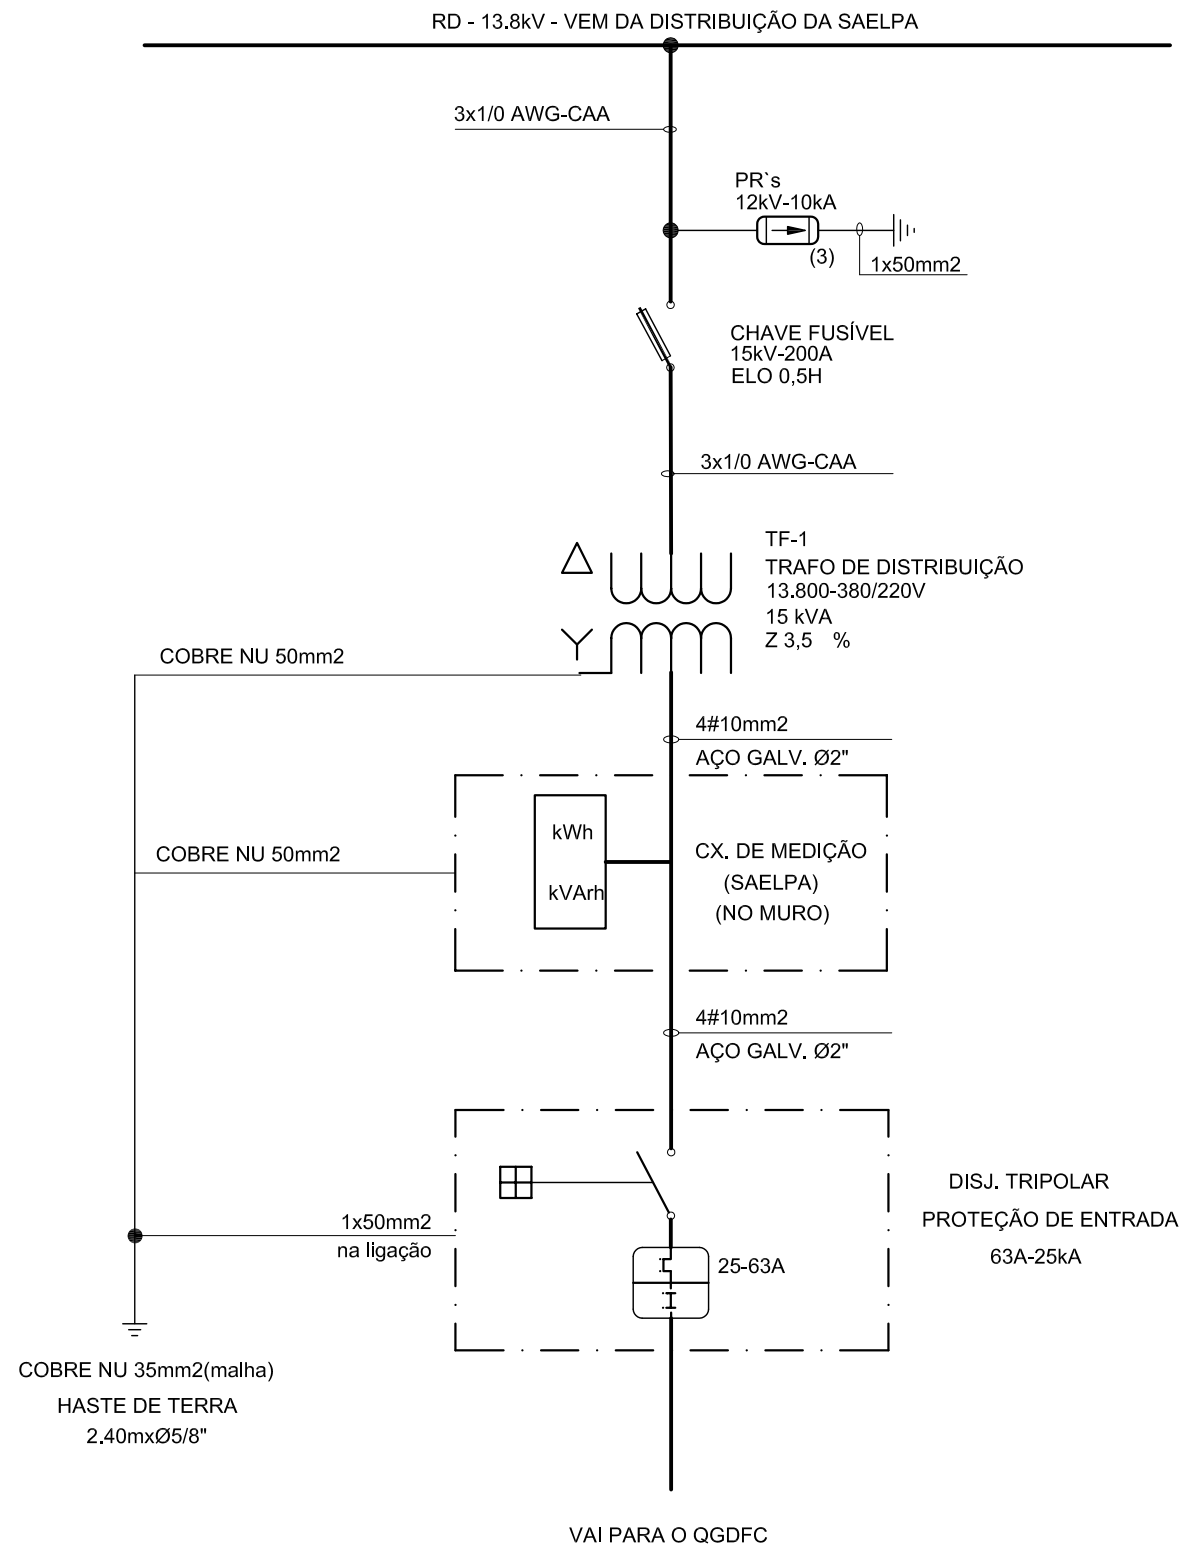 RD - 13.8kV - VEM DA DISTRIBUIÇÃO DA SAELPA
3x1/0 AWG-CAA
PR`s
12kV-10kA
(3)
1x50mm2
CHAVE FUSÍVEL
15kV-200A
ELO 0,5H
3x1/0 AWG-CAA
TF-1
TRAFO DE DISTRIBUIÇÃO
13.800-380/220V
15 kVA
Z 3,5 %
COBRE NU 50mm2
4#10mm2
AÇO GALV. Ø2"
kWh
kVArh
CX. DE MEDIÇÃO
(SAELPA)
(NO MURO)
COBRE NU 50mm2
4#10mm2
AÇO GALV. Ø2"
DISJ. TRIPOLAR
PROTEÇÃO DE ENTRADA
63A-25kA
1x50mm2
na ligação
25-63A
COBRE NU 35mm2(malha)
HASTE DE TERRA
2.40mxØ5/8"
VAI PARA O QGDFC